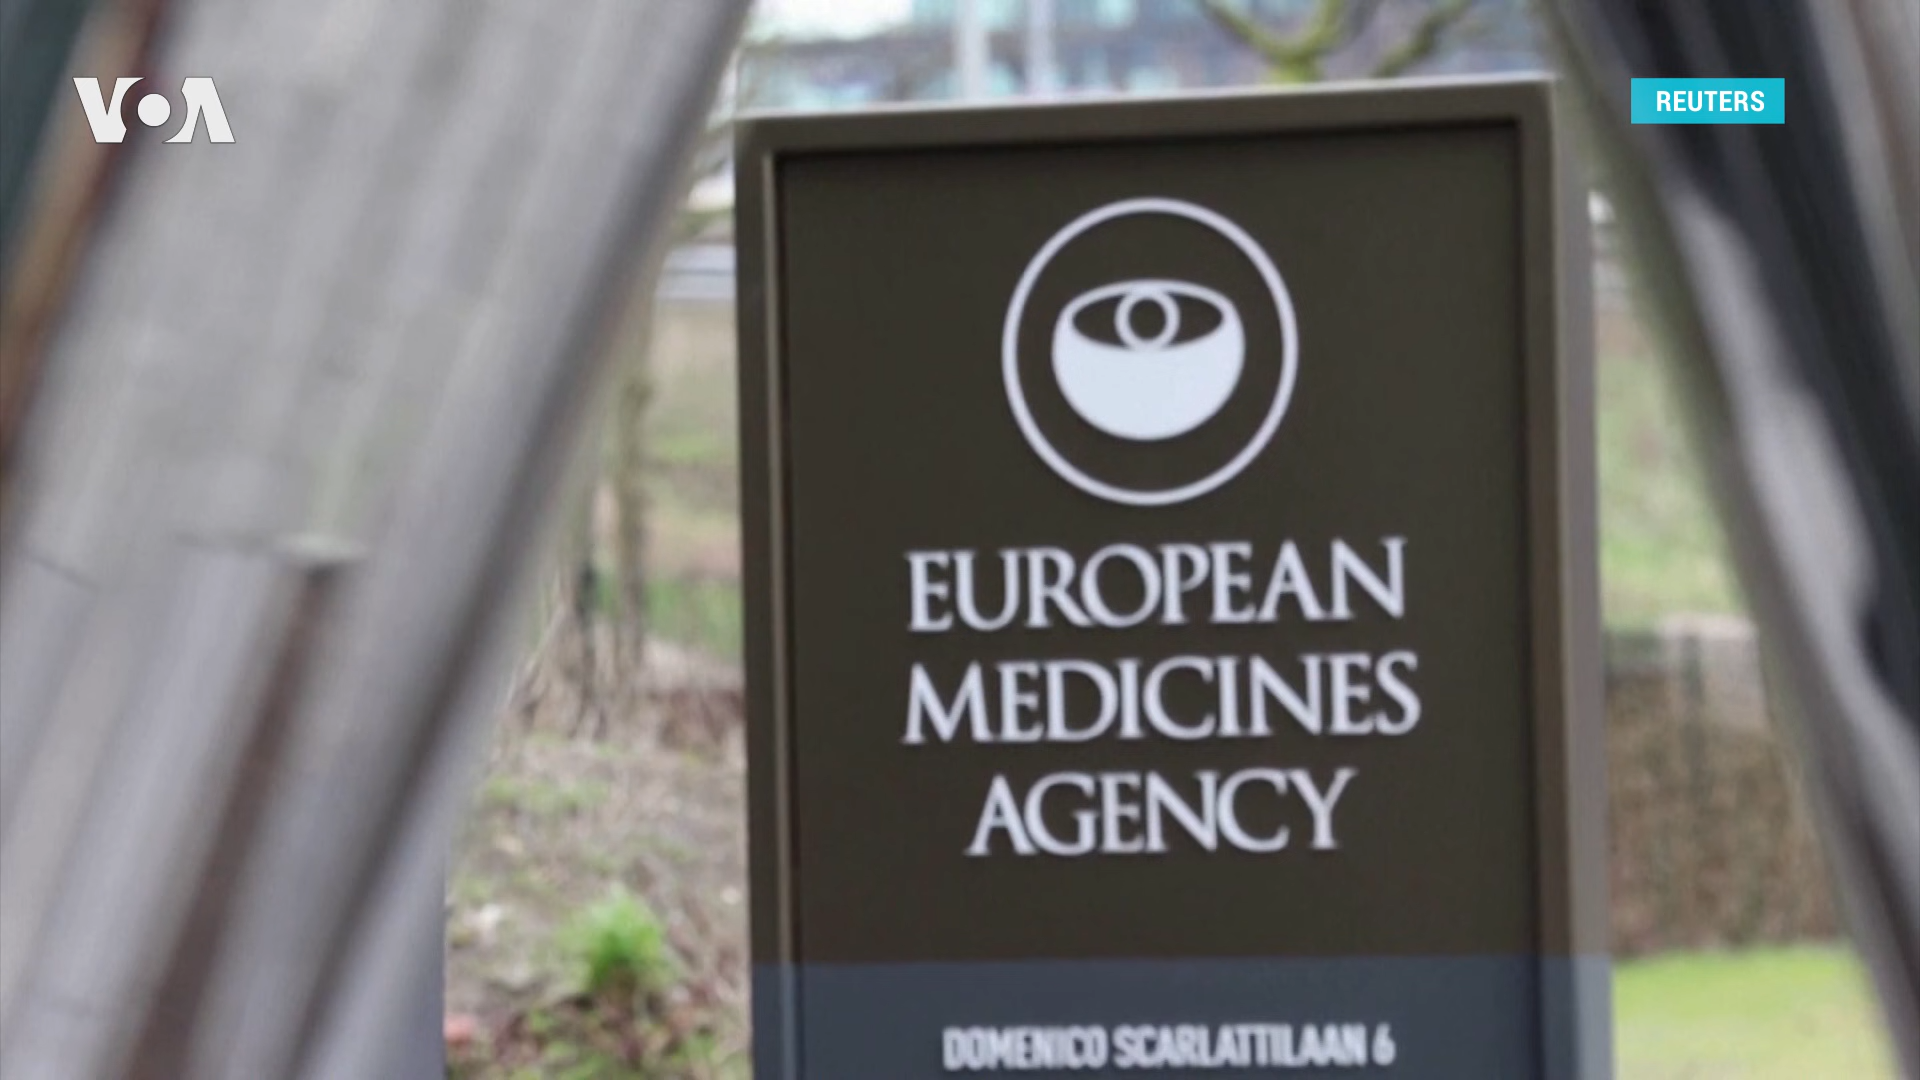 VOA
REUTERS
EUROPEAN
MEDICINES
AGENCY
DOMENICO SCARLATTILAAN 6